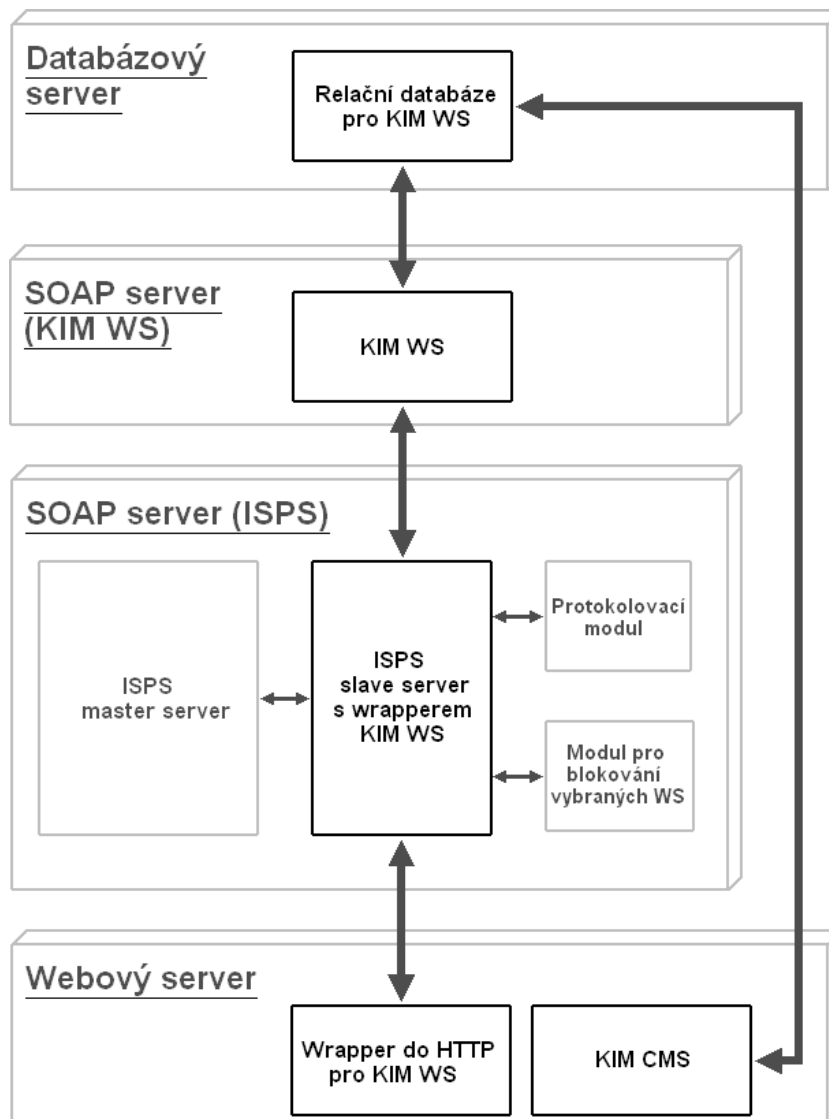 Databázový
server
Relační databáze
pro KIM WS
SOAP server
(KIM WS)
KIM WS
SOAP server (ISPS)
ISPS
master server
ISPS
slave server
s wrapperem
KIM WS
Protokolovací
modul
Modul pro
blokování
vybraných WS
Webový server
Wrapper do HTTP
pro KIM WS
KIM CMS